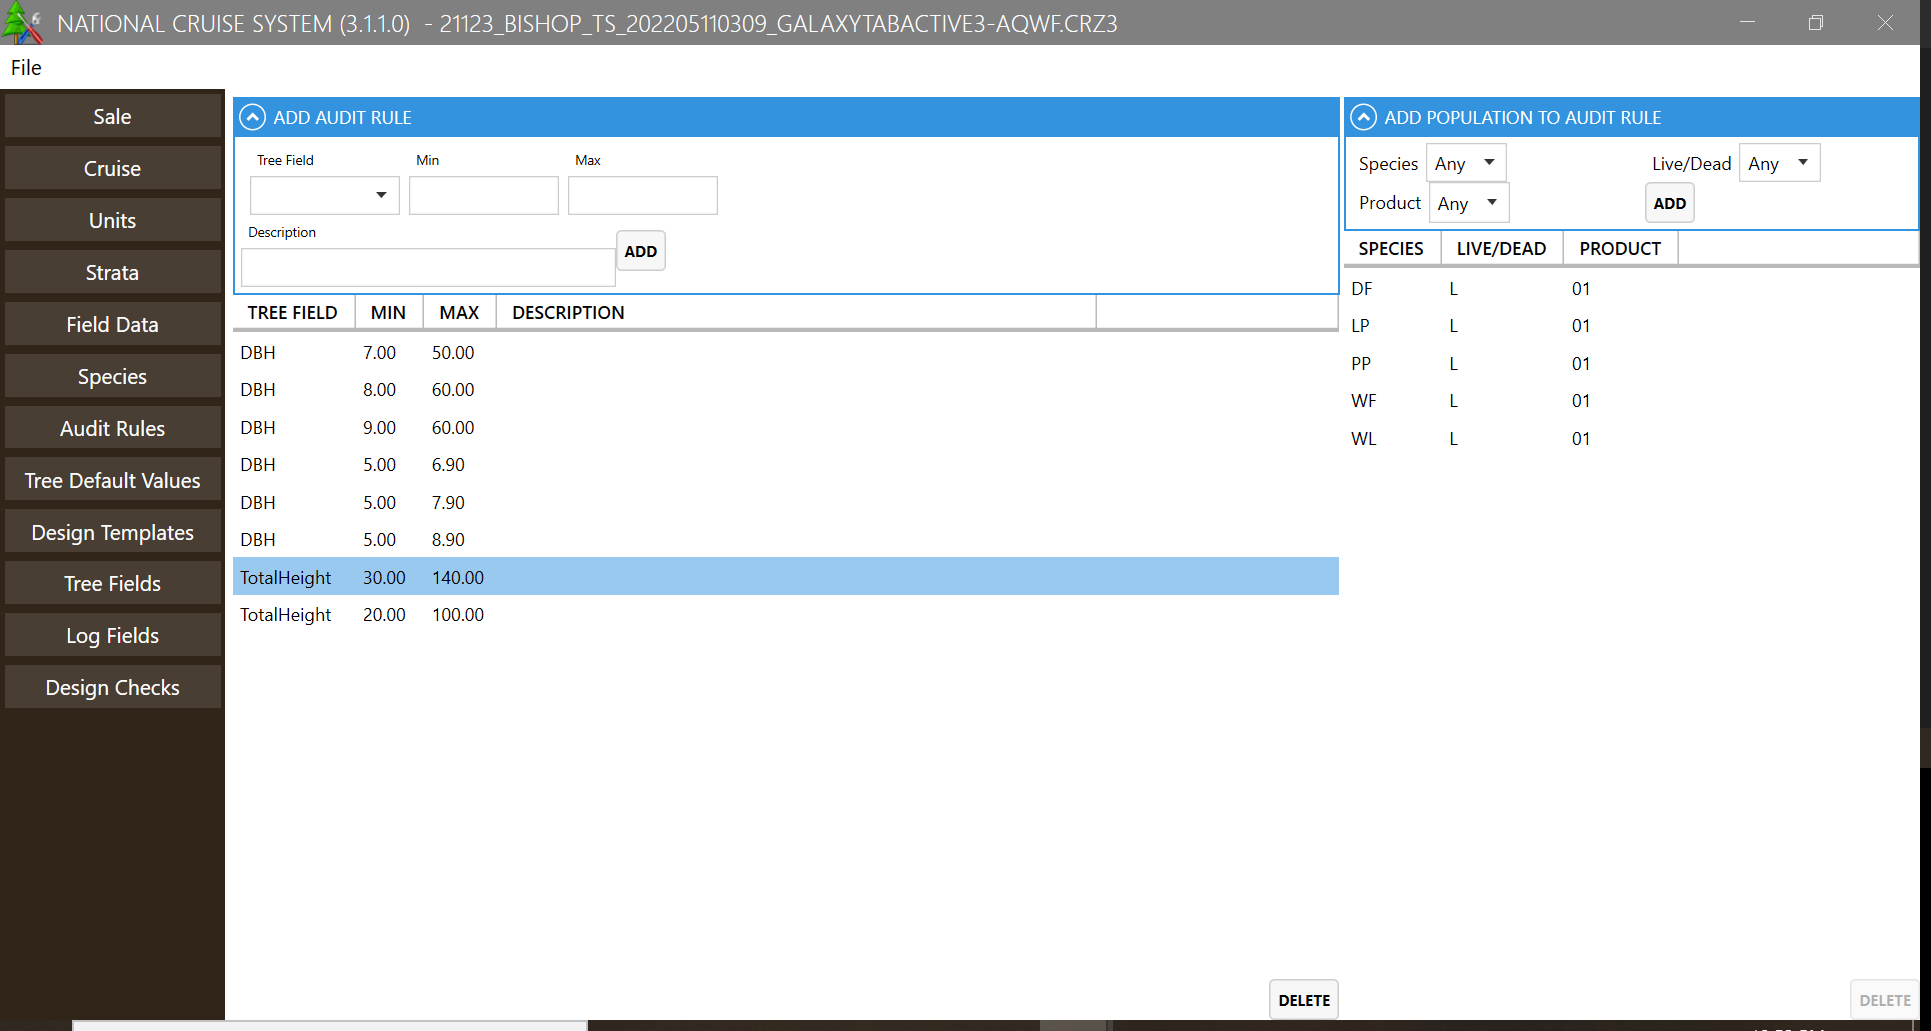 NATIONAL CRUISE SYSTEM (3.1.1.0) - 21123_BISHOP_TS_202205110309_GALAXYTABACTIVE3-AQWF.CRZ3
File
Sale
Cruise
Units
Strata
Field Data
Species
Audit Rules
Tree Default Values
Design Templates
Tree Fields
Log Fields
Design Checks
ADD AUDIT RULE
Tree Field Min Max
Description
ADD
TREE FIELD MIN MAX DESCRIPTION
DBH 7.00 50.00
DBH 8.00 60.00
DBH 9.00 60.00
DBH 5.00 6.90
DBH 5.00 7.90
DBH 5.00 8.90
TotalHeight 30.00 140.00
TotalHeight 20.00 100.00
DELETE
ADD POPULATION TO AUDIT RULE
Species Any Live/Dead Any
Product Any ADD
SPECIES LIVE/DEAD PRODUCT
DF L 01
LP L 01
PP L 01
WF L 01
WL L 01
DELETE